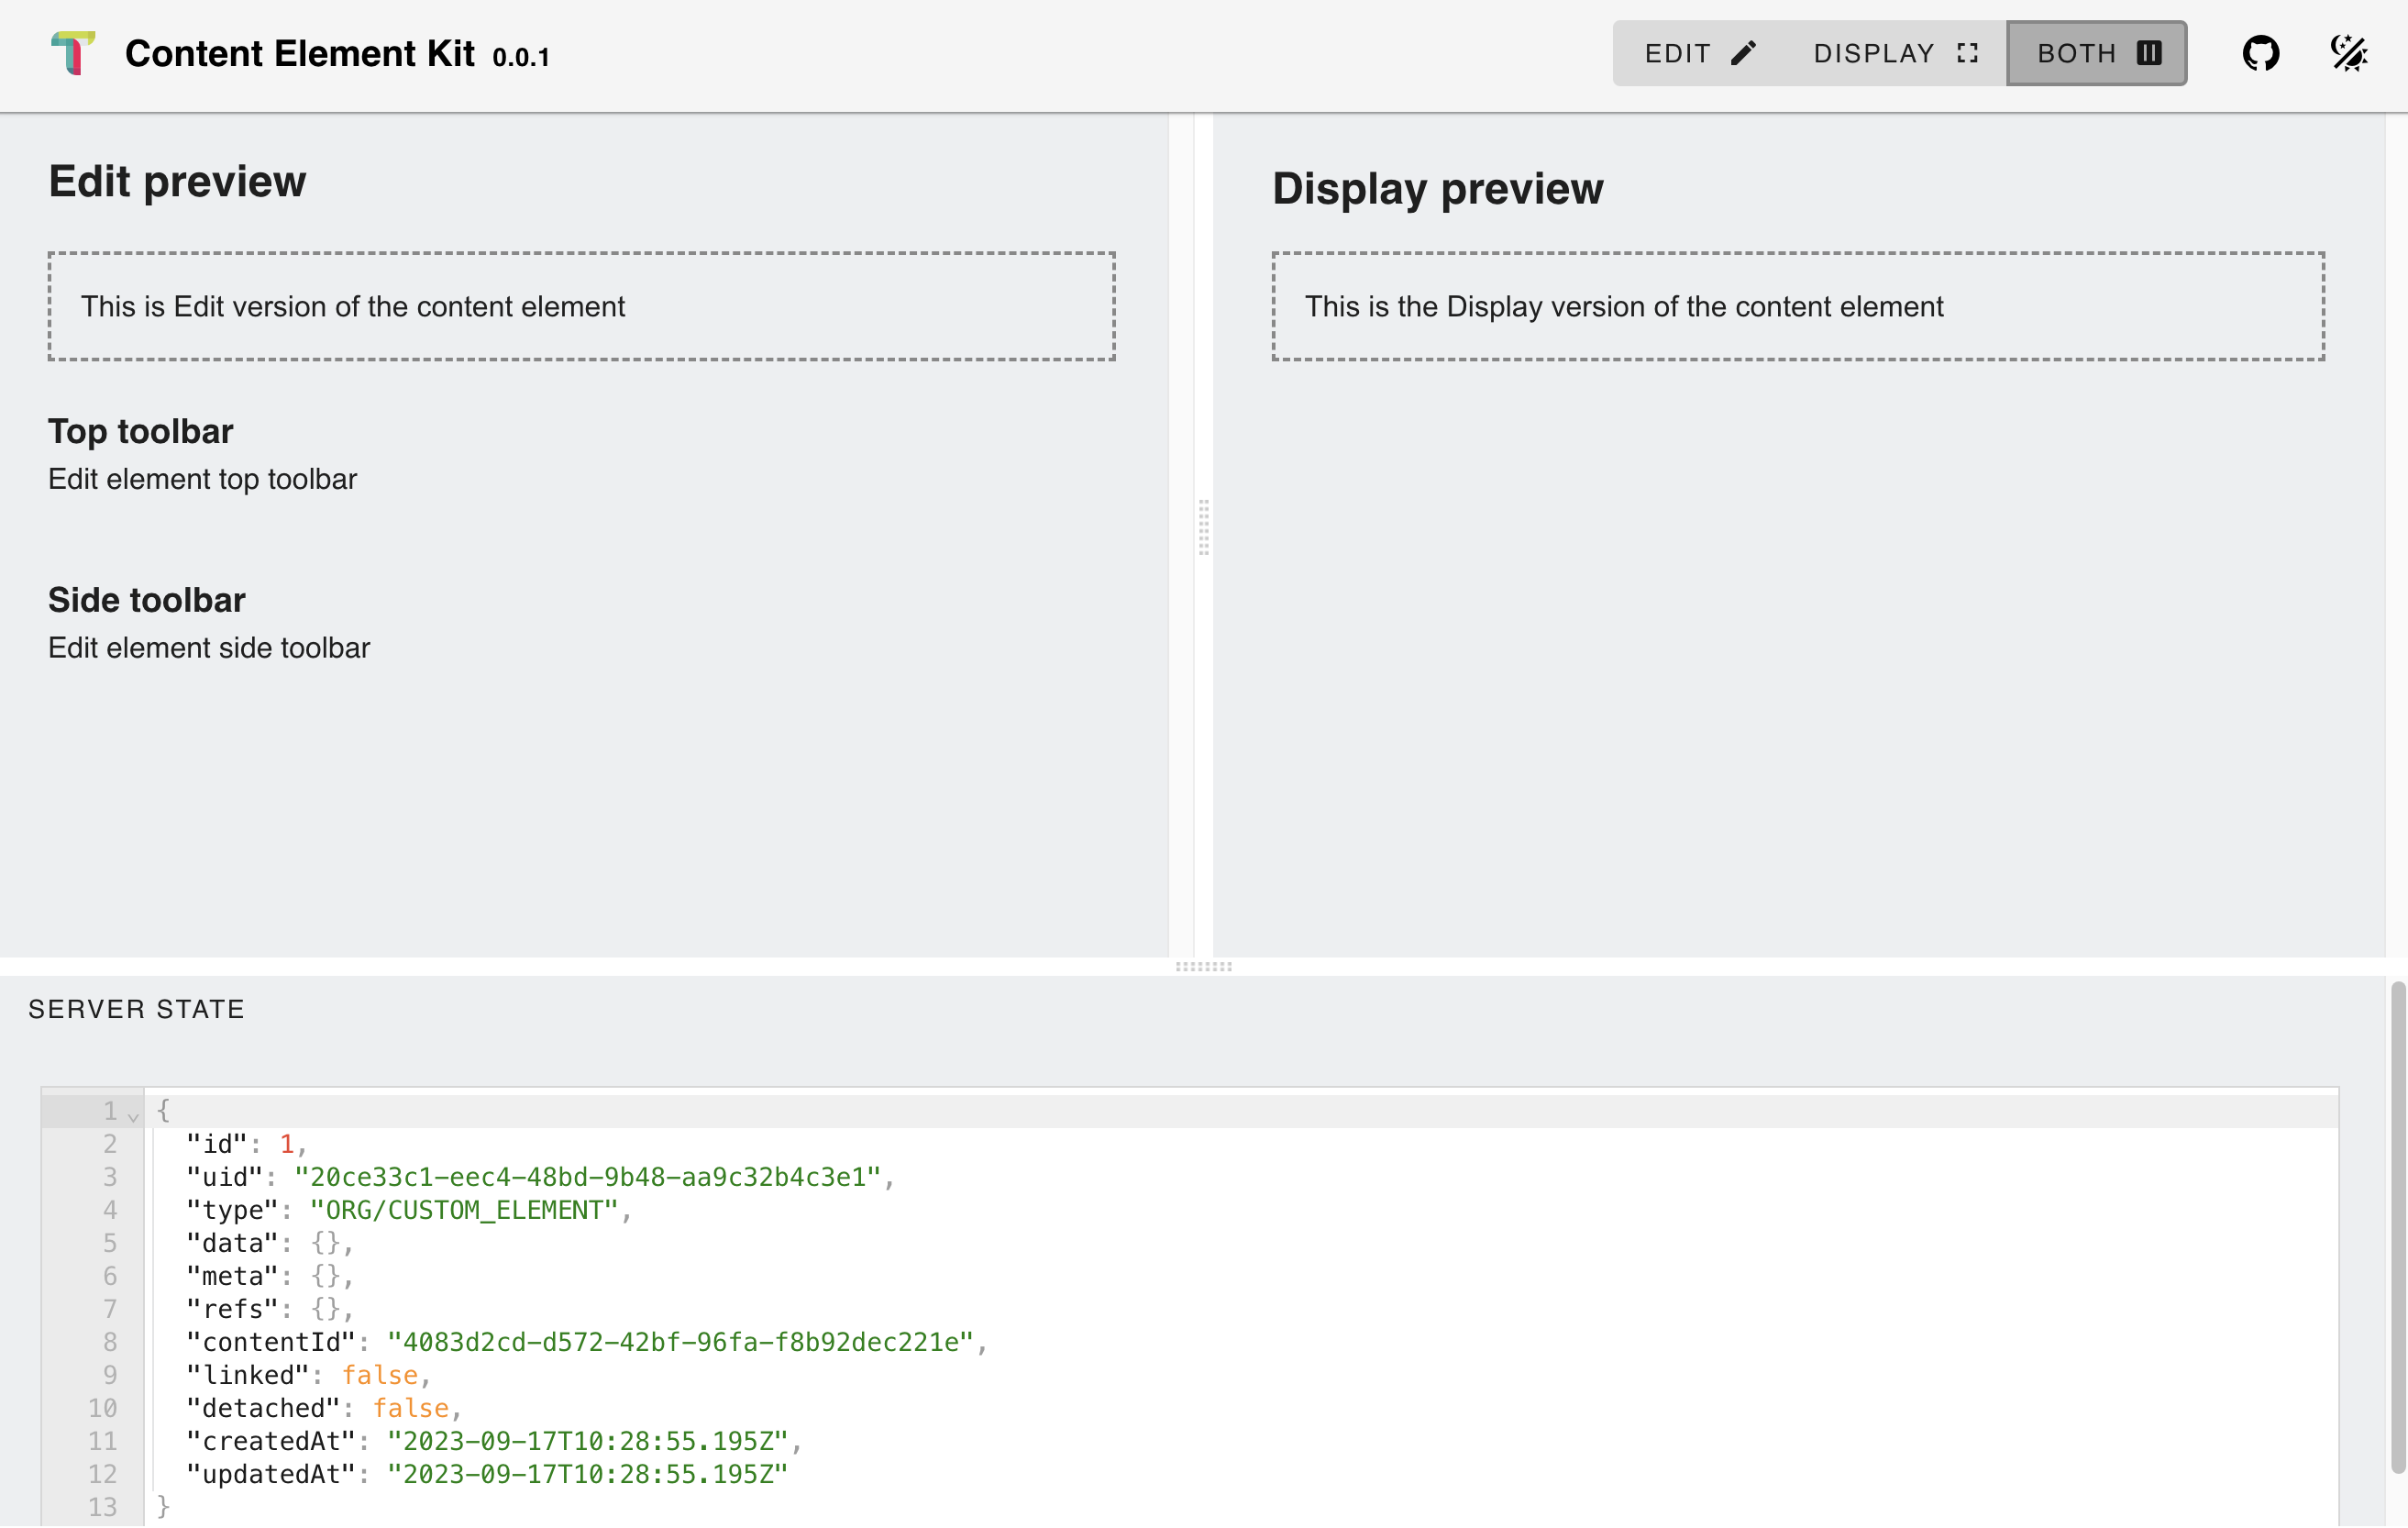 Content Element Kit 0.0.1
EDIT DISPLAY BOTH
Edit preview
This is Edit version of the content element
Top toolbar
Edit element top toolbar
Side toolbar
Edit element side toolbar
Display preview
This is the Display version of the content element
SERVER STATE
1 {
2 "id": 1,
3 "uid": "20ce33c1-eec4-48bd-9b48-aa9c32b4c3e1",
4 "type": "ORG/CUSTOM_ELEMENT",
5 "data": {},
6 "meta": {},
7 "refs": {},
8 "contentId": "4083d2cd-d572-42bf-96fa-f8b92dec221e",
9 "linked": false,
10 "detached": false,
11 "createdAt": "2023-09-17T10:28:55.195Z",
12 "updatedAt": "2023-09-17T10:28:55.195Z"
13 }